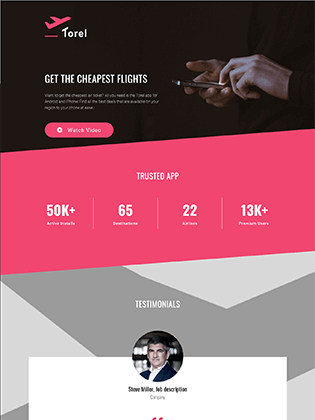 Torel
GET THE CHEAPEST FLIGHTS
Want to get the cheapest air ticket? All you need is the Torel app for
Android and iPhone. Find all the best deals that are available on your
region to your phone at ease.
Watch Video
TRUSTED APP
50K+
65
22
13K+
Active Installs
Destinations
Airlines
Premium Users
TESTIMONIALS
Steve Miller, Job description
Company
“